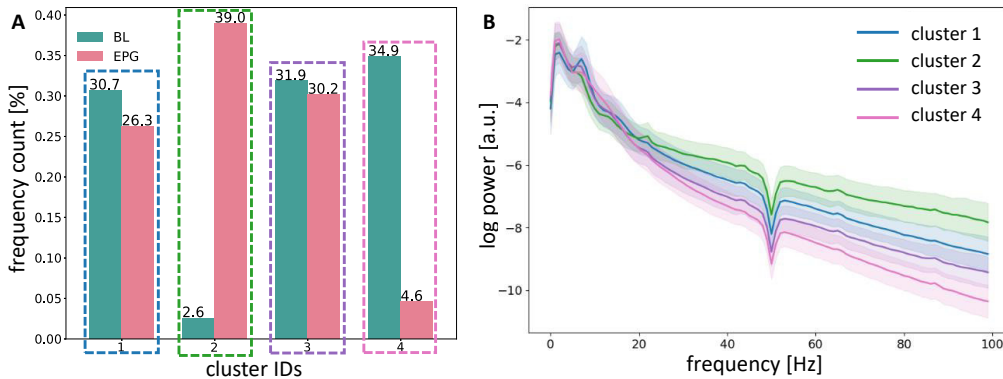 A
BL
EPG
frequency count [%]
0.40
0.35
0.30
0.25
0.20
0.15
0.10
0.05
0.00
30.7
26.3
2.6
39.0
31.9
30.2
34.9
4.6
1
2
3
4
cluster IDs
B
cluster 1
cluster 2
cluster 3
cluster 4
log power [a.u.]
−2
−4
−6
−8
−10
0
20
40
60
80
100
frequency [Hz]